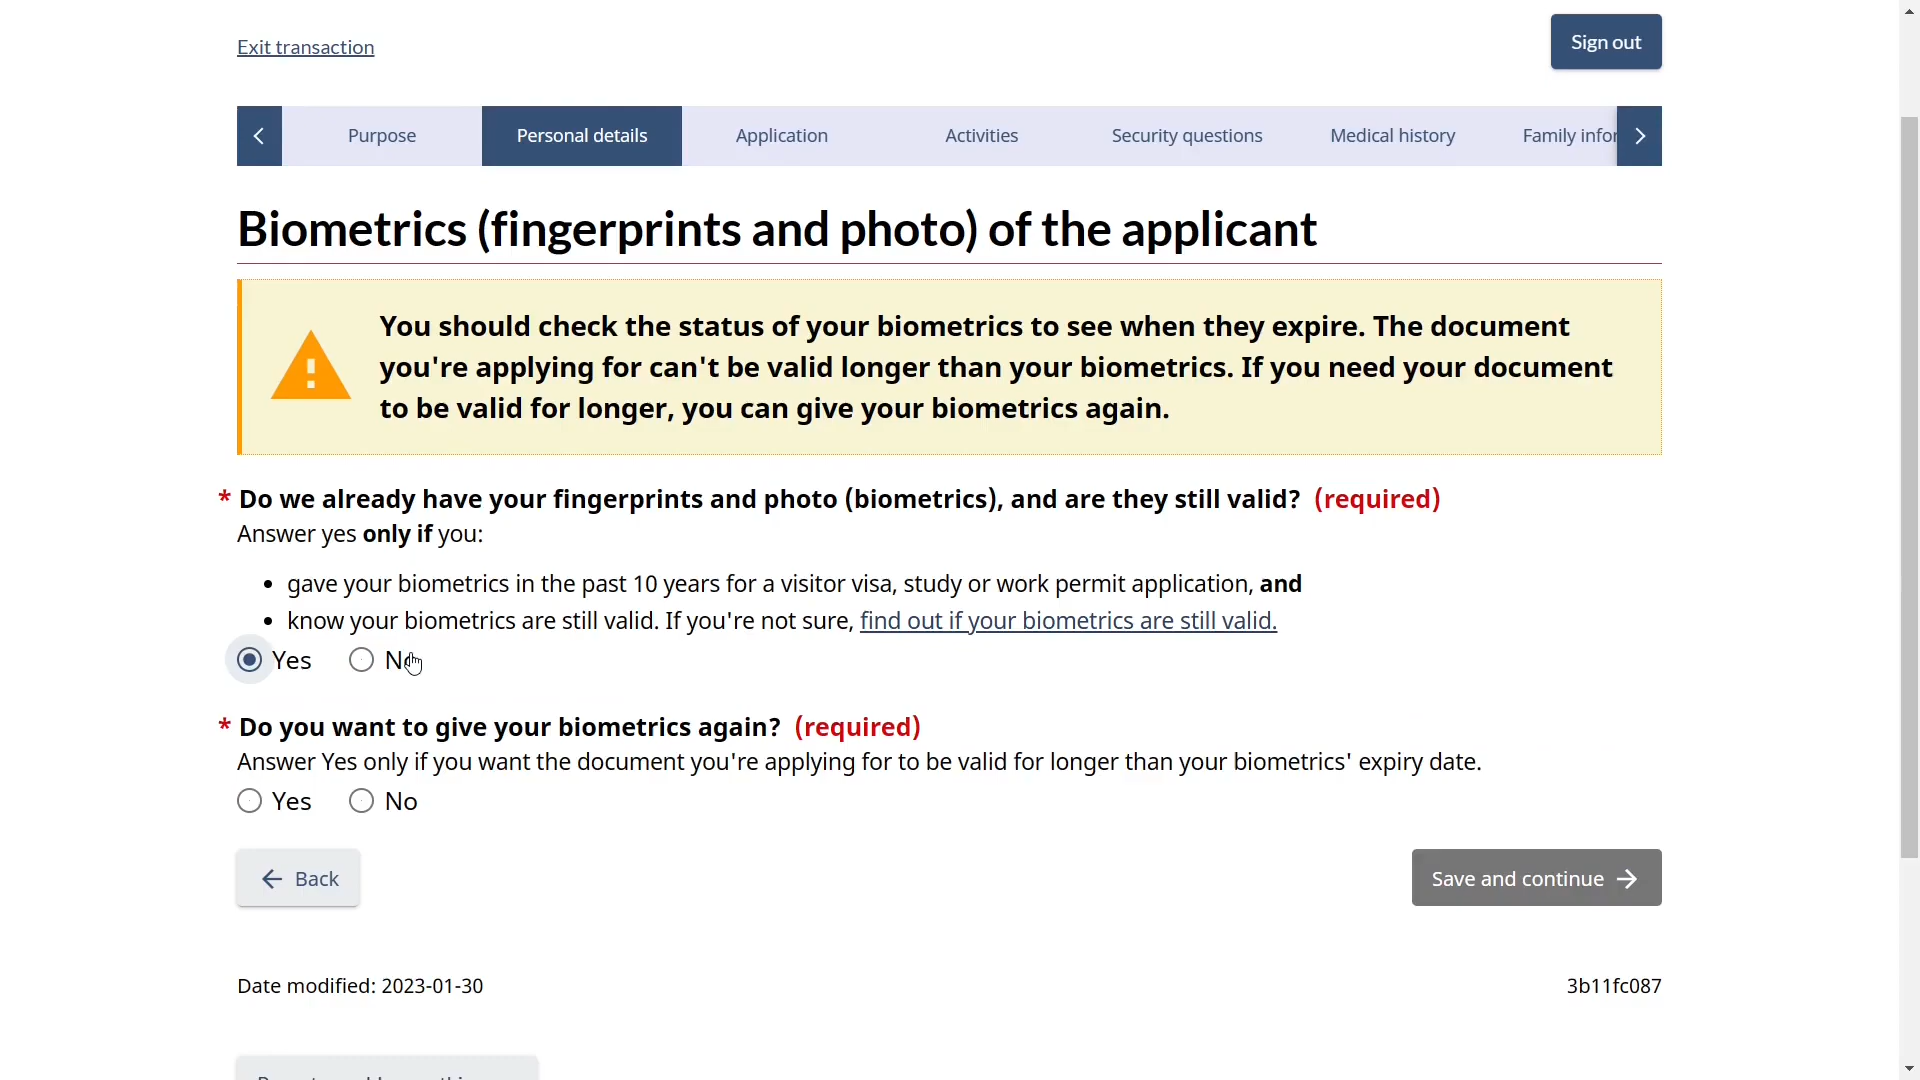 Exit transaction
Sign out
Purpose
Personal details
Application
Activities
Security questions
Medical history
Family infor
Biometrics (fingerprints and photo) of the applicant
You should check the status of your biometrics to see when they expire. The document
you're applying for can't be valid longer than your biometrics. If you need your document
to be valid for longer, you can give your biometrics again.
* Do we already have your fingerprints and photo (biometrics), and are they still valid? (required)
Answer yes only if you:
• gave your biometrics in the past 10 years for a visitor visa, study or work permit application, and
• know your biometrics are still valid. If you're not sure, find out if your biometrics are still valid.
Yes No
* Do you want to give your biometrics again? (required)
Answer Yes only if you want the document you're applying for to be valid for longer than your biometrics' expiry date.
Yes No
Back
Save and continue
Date modified: 2023-01-30
3b11fc087